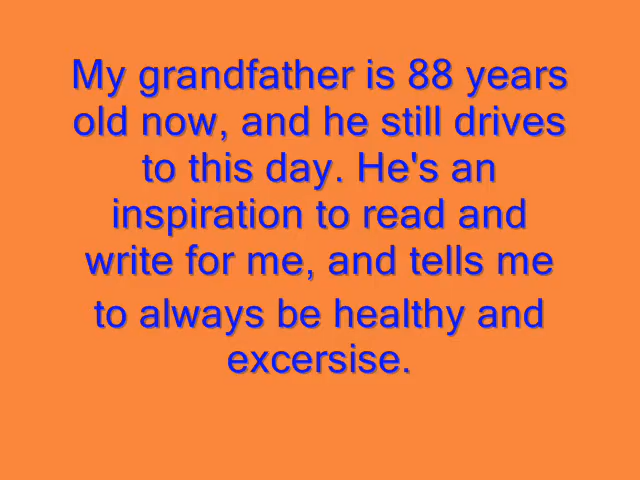 My grandfather is 88 years
old now, and he still drives
to this day. He's an
inspiration to read and
write for me, and tells me
to always be healthy and
excersise.